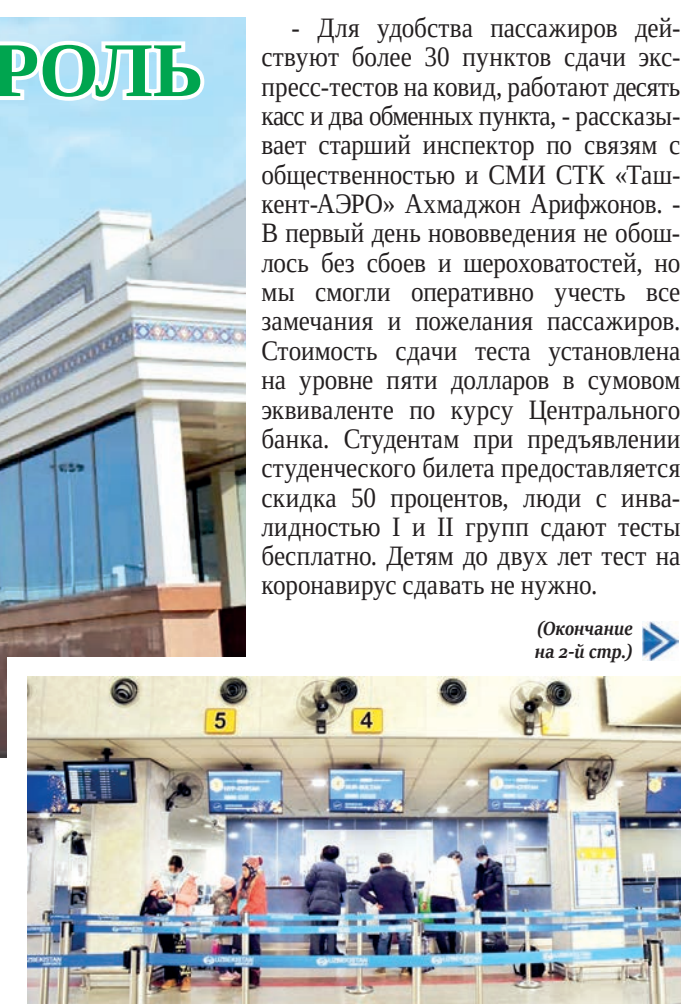 РОЛЬ
- Для удобства пассажиров дей-
ствуют более 30 пунктов сдачи экс-
пресс-тестов на ковид, работают десять
касс и два обменных пункта, - рассказы-
вает старший инспектор по связям с
общественностью и СМИ СТК «Таш-
кент-АЭРО» Ахмаджон Арифжонов. -
В первый день нововведения не обош-
лось без сбоев и шероховатостей, но
мы смогли оперативно учесть все
замечания и пожелания пассажиров.
Стоимость сдачи теста установлена
на уровне пяти долларов в сумовом
эквиваленте по курсу Центрального
банка. Студентам при предъявлении
студенческого билета предоставляется
скидка 50 процентов, люди с инва-
лидностью I и II групп сдают тесты
бесплатно. Детям до двух лет тест на
коронавирус сдавать не нужно.
(Окончание
на 2-й стр.)
5
4
UZBEKISTAN
UZBEKISTAN
UZBEKISTAN